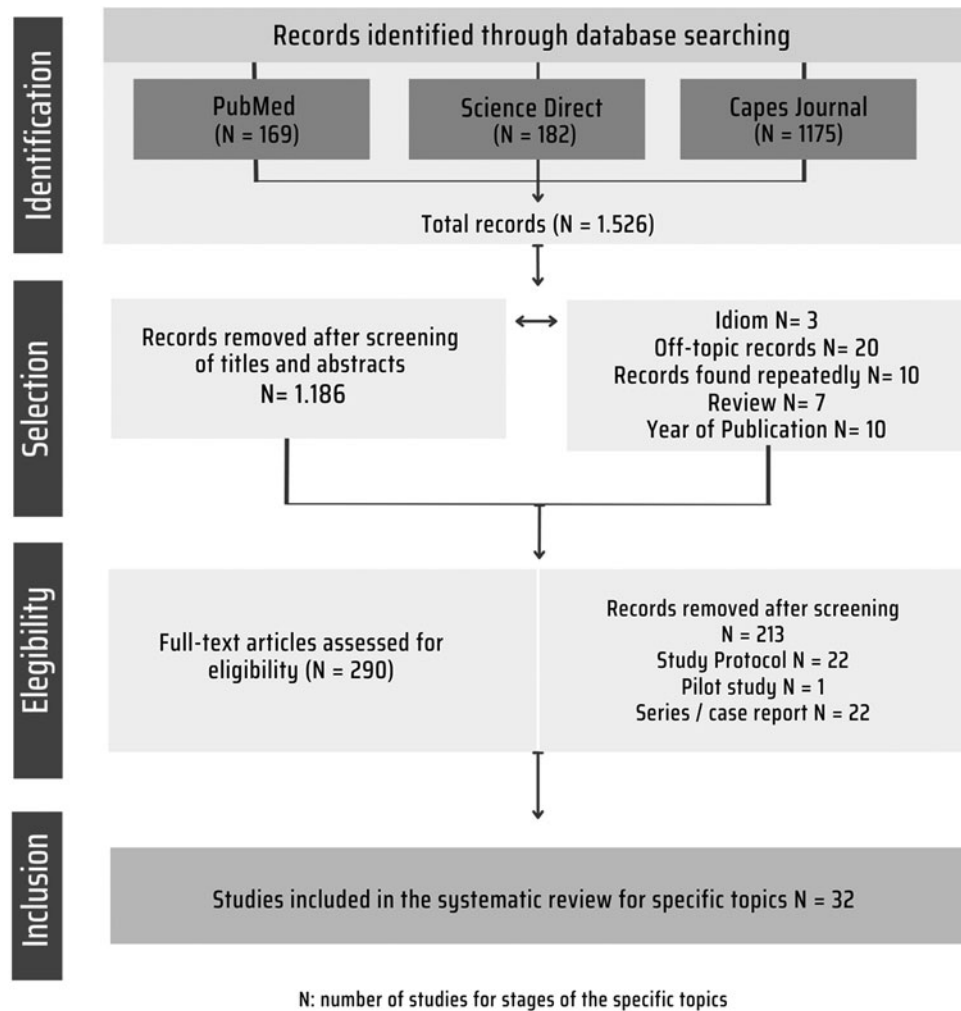 Identification
Records identified through database searching
PubMed
(N = 169)
Science Direct
(N = 182)
Capes Journal
(N = 1175)
Total records (N = 1.526)
Selection
Records removed after screening
of titles and abstracts
N= 1.186
Idiom N= 3
Off-topic records N= 20
Records found repeatedly N= 10
Review N= 7
Year of Publication N= 10
Elegibility
Full-text articles assessed for
eligibility (N = 290)
Records removed after screening
N = 213
Study Protocol N = 22
Pilot study N = 1
Series / case report N = 22
Inclusion
Studies included in the systematic review for specific topics N = 32
N: number of studies for stages of the specific topics